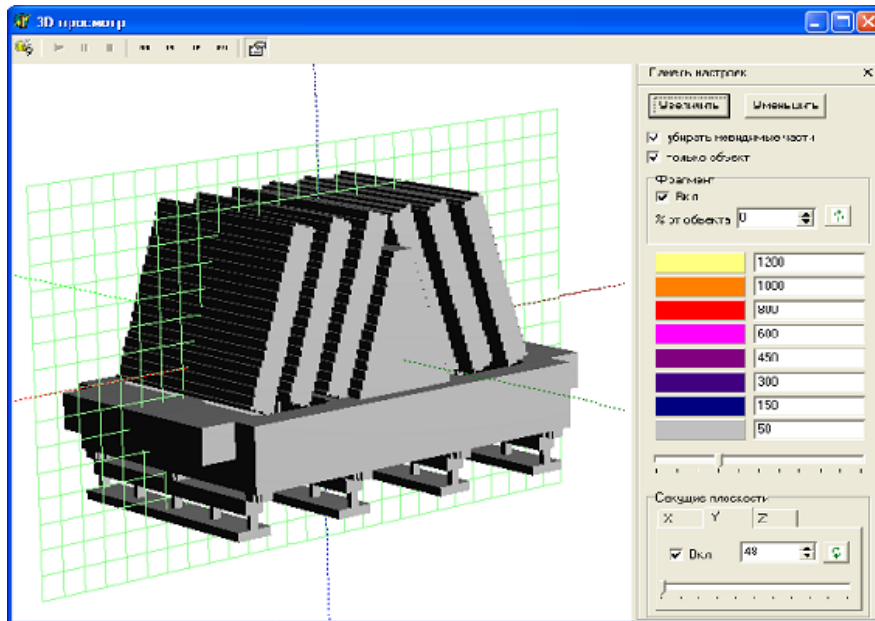 3D просмотр
Панель настроек
Увеличить Уменьшить
убирать невидимые части
только объект
Фрагмент
Вкл
% от объекта 0
1200
1000
800
600
450
300
150
50
Секущие плоскости
X Y Z
Вкл 48